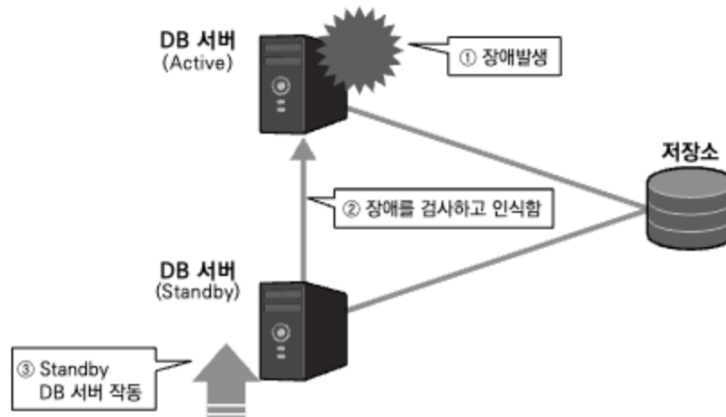 DB 서버
(Active)
① 장애발생
저장소
② 장애를 검사하고 인식함
DB 서버
(Standby)
③ Standby
DB 서버 작동